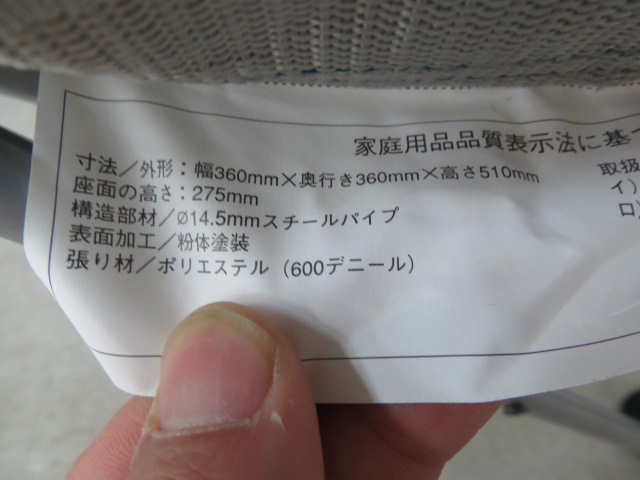 家庭用品品質表示法に基
寸法／外形：幅360mm×奥行き360mm×高さ510mm
座面の高さ：275mm
構造部材／Ø14.5mmスチールパイプ
表面加工／粉体塗装
張り材／ポリエステル（600デニール）
取扱
イ）
ロ）